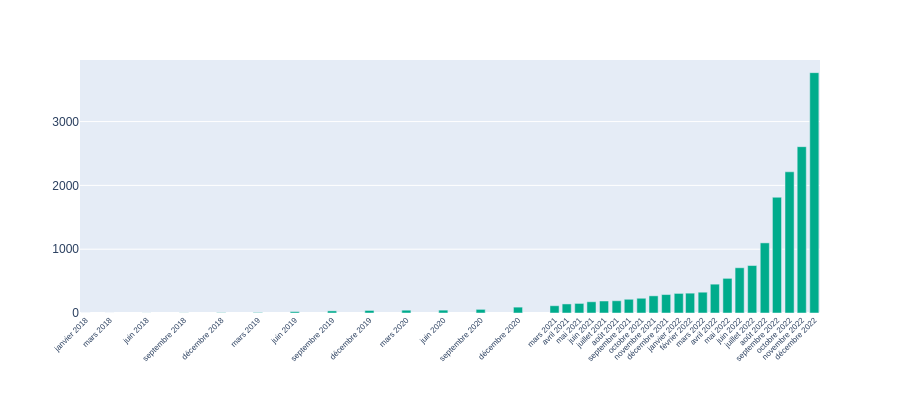 3000
2000
1000
0
janvier 2018
mars 2018
juin 2018
septembre 2018
décembre 2018
mars 2019
juin 2019
septembre 2019
décembre 2019
mars 2020
juin 2020
septembre 2020
décembre 2020
mars 2021
avril 2021
mai 2021
juin 2021
juillet 2021
août 2021
septembre 2021
octobre 2021
novembre 2021
décembre 2021
janvier 2022
février 2022
mars 2022
avril 2022
mai 2022
juin 2022
juillet 2022
août 2022
septembre 2022
octobre 2022
novembre 2022
décembre 2022